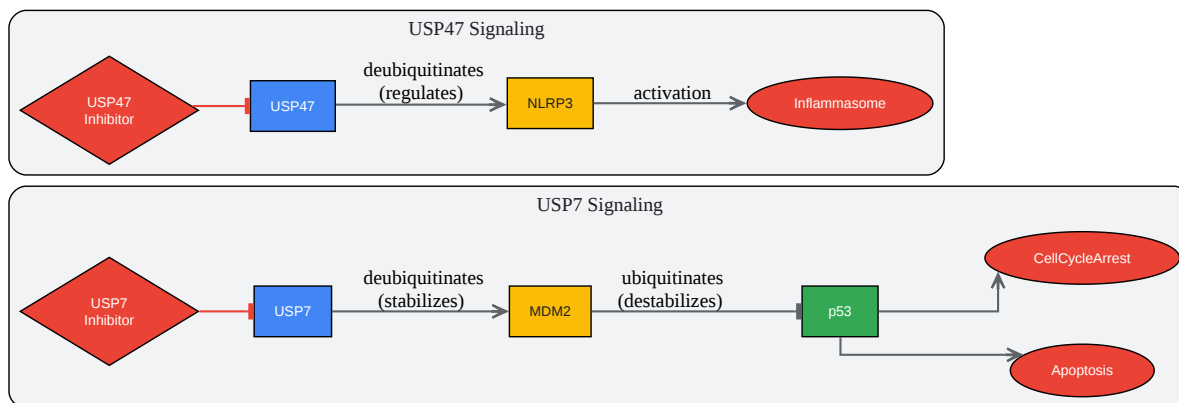 USP47 Signaling
USP47
Inhibitor
USP47
deubiquitinates
(regulates)
NLRP3
activation
Inflammasome
USP7 Signaling
USP7
Inhibitor
USP7
deubiquitinates
(stabilizes)
MDM2
ubiquitinates
(destabilizes)
p53
CellCycleArrest
Apoptosis